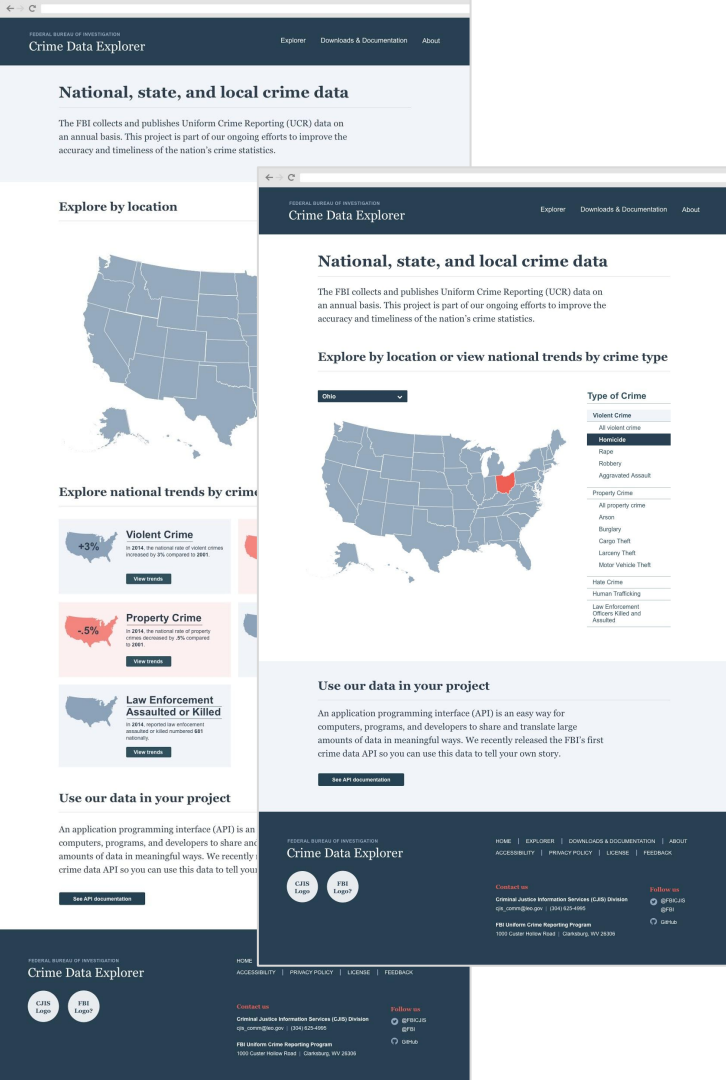 FEDERAL BUREAU OF INVESTIGATION
Crime Data Explorer
Explorer Downloads & Documentation About
National, state, and local crime data
The FBI collects and publishes Uniform Crime Reporting (UCR) data on
an annual basis. This project is part of our ongoing efforts to improve the
accuracy and timeliness of the nation's crime statistics.
Explore by location
Explore national trends by crime
+3%
Violent Crime
In 2014, the national rate of violent crimes
increased by 3% compared to 2001.
View trends
-.5%
Property Crime
In 2014, the national rate of property
crimes decreased by .5% compared
to 2001.
View trends
Law Enforcement
Assaulted or Killed
In 2014, reported law enforcement
assaulted or killed numbered 681
nationally.
View trends
Use our data in your project
An application programming interface (API) is an
computers, programs, and developers to share and
amounts of data in meaningful ways. We recently
crime data API so you can use this data to tell your
See API documentation
FEDERAL BUREAU OF INVESTIGATION
Crime Data Explorer
CJIS
Logo
FBI
Logo?
HOME
ACCESSIBILITY | PRIVACY POLICY | LICENSE | FEEDBACK
Contact us
Criminal Justice Information Services (CJIS) Division
cjis_comm@leo.gov | (304) 625-4995
FBI Uniform Crime Reporting Program
1000 Custer Hollow Road | Clarksburg, WV 26306
Follow us
@FBICJIS
@FBI
GitHub
FEDERAL BUREAU OF INVESTIGATION
Crime Data Explorer
Explorer Downloads & Documentation About
National, state, and local crime data
The FBI collects and publishes Uniform Crime Reporting (UCR) data on
an annual basis. This project is part of our ongoing efforts to improve the
accuracy and timeliness of the nation's crime statistics.
Explore by location or view national trends by crime type
Ohio
Type of Crime
Violent Crime
All violent crime
Homicide
Rape
Robbery
Aggravated Assault
Property Crime
All property crime
Arson
Burglary
Cargo Theft
Larceny Theft
Motor Vehicle Theft
Hate Crime
Human Trafficking
Law Enforcement
Officers Killed and
Assulted
Use our data in your project
An application programming interface (API) is an easy way for
computers, programs, and developers to share and translate large
amounts of data in meaningful ways. We recently released the FBI's first
crime data API so you can use this data to tell your own story.
See API documentation
FEDERAL BUREAU OF INVESTIGATION
Crime Data Explorer
CJIS
Logo
FBI
Logo?
HOME | EXPLORER | DOWNLOADS & DOCUMENTATION | ABOUT
ACCESSIBILITY | PRIVACY POLICY | LICENSE | FEEDBACK
Contact us
Criminal Justice Information Services (CJIS) Division
cjis_comm@leo.gov | (304) 625-4995
FBI Uniform Crime Reporting Program
1000 Custer Hollow Road | Clarksburg, WV 26306
Follow us
@FBICJIS
@FBI
GitHub